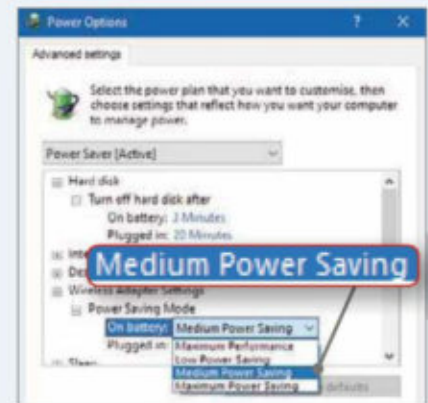 Power Options
Advanced settings
Select the power plan that you want to customise, then
choose settings that reflect how you want your computer
to manage power.
Power Saver [Active]
Hard disk
Turn off hard disk after
On battery: 3 Minutes
Plugged in: 20 Minutes
Medium Power Saving
Wireless Adapter Settings
Power Saving Mode
On battery: Medium Power Saving
Plugged in: Maximum Performance
Low Power Saving
Medium Power Saving
Maximum Power Saving
defaults